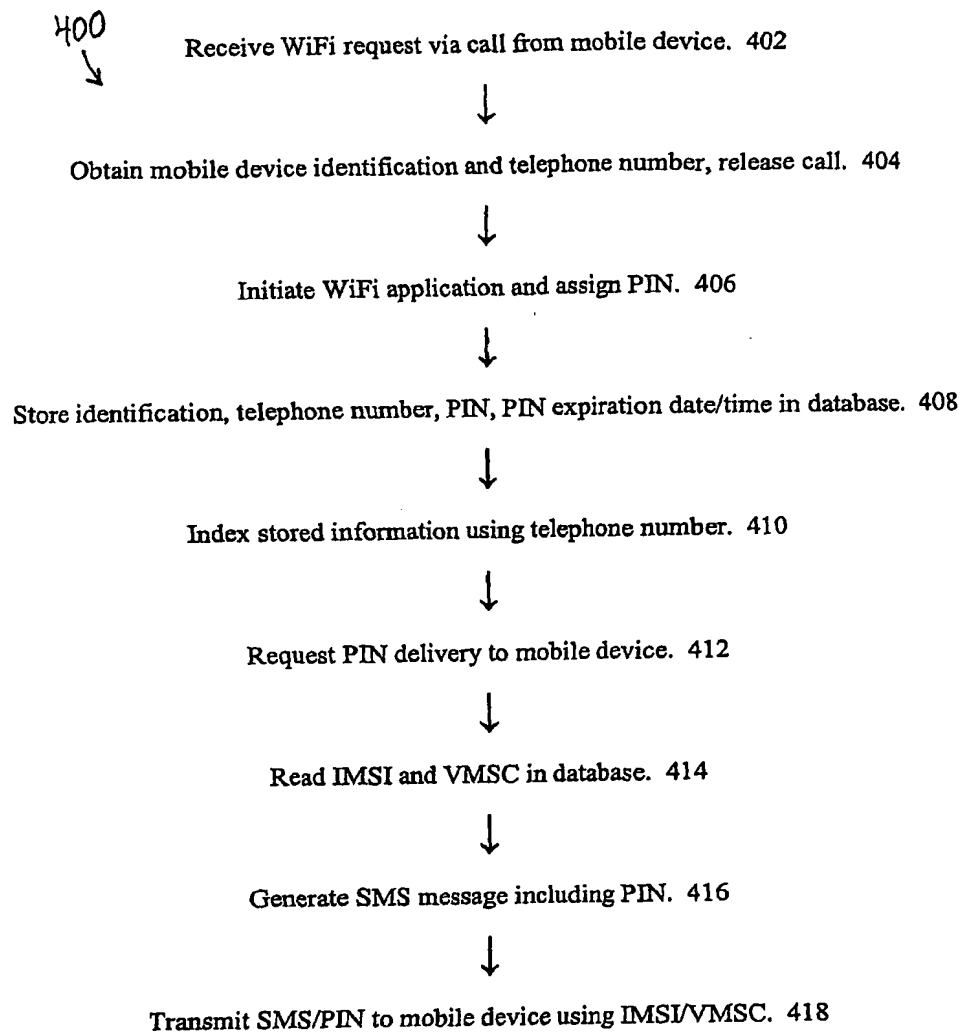 400
Receive WiFi request via call from mobile device. 402
Obtain mobile device identification and telephone number, release call. 404
Initiate WiFi application and assign PIN. 406
Store identification, telephone number, PIN, PIN expiration date/time in database. 408
Index stored information using telephone number. 410
Request PIN delivery to mobile device. 412
Read IMSI and VMSC in database. 414
Generate SMS message including PIN. 416
Transmit SMS/PIN to mobile device using IMSI/VMSC. 418